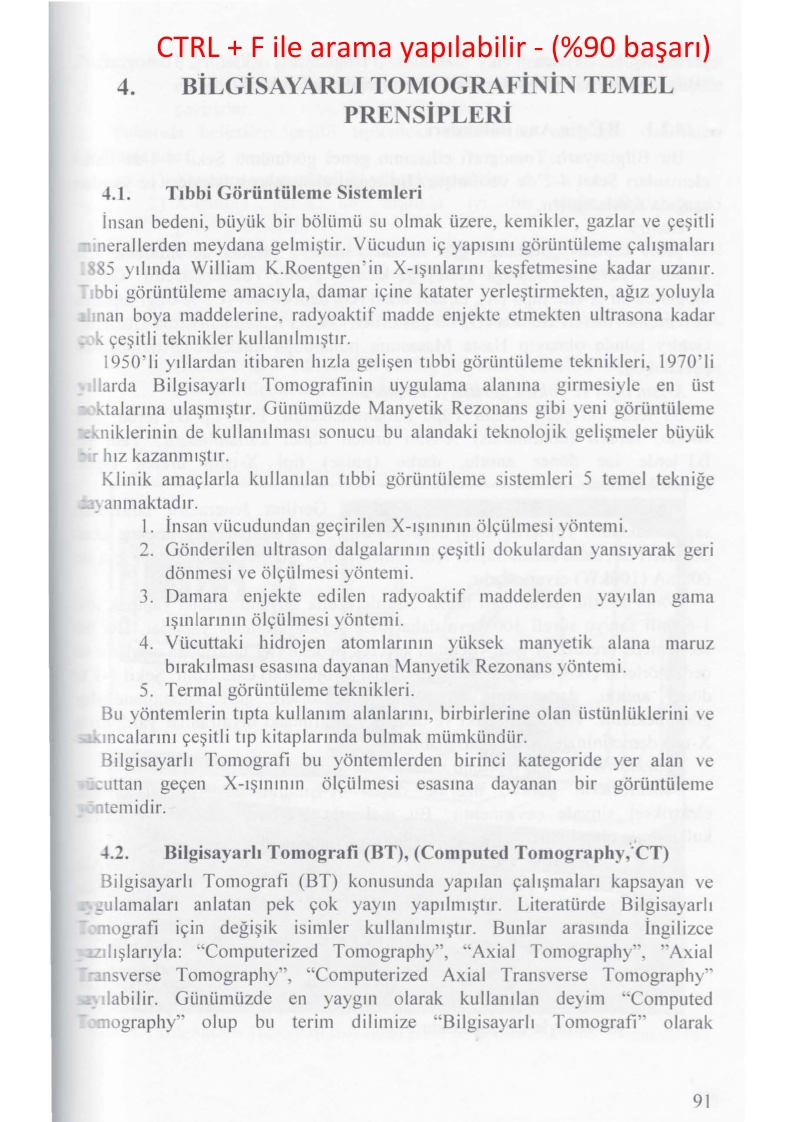 CTRL + F ile arama yapılabilir - (%90 başarı)
4. BİLGİSAYARLI TOMOGRAFİNİN TEMEL
PRENSİPLERİ
4.1. Tıbbi Görüntüleme Sistemleri
İnsan bedeni, büyük bir bölümü su olmak üzere, kemikler, gazlar ve çeşitli
minerallerden meydana gelmiştir. Vücudun iç yapısını görüntüleme çalışmaları
1885 yılında William K.Roentgen'in X-ışınlarını keşfetmesine kadar uzanır.
Tıbbi görüntüleme amacıyla, damar içine katater yerleştirmekten, ağız yoluyla
alınan boya maddelerine, radyoaktif madde enjekte etmekten ultrasona kadar
çok çeşitli teknikler kullanılmıştır.
1950'li yıllardan itibaren hızla gelişen tıbbi görüntüleme teknikleri, 1970'li
yıllarda Bilgisayarlı Tomografinin uygulama alanına girmesiyle en üst
noktalarına ulaşmıştır. Günümüzde Manyetik Rezonans gibi yeni görüntüleme
tekniklerinin de kullanılması sonucu bu alandaki teknolojik gelişmeler büyük
bir hız kazanmıştır.
Klinik amaçlarla kullanılan tıbbi görüntüleme sistemleri 5 temel tekniğe
dayanmaktadır.
1. İnsan vücudundan geçirilen X-ışınının ölçülmesi yöntemi.
2. Gönderilen ultrason dalgalarının çeşitli dokulardan yansıyarak geri
dönmesi ve ölçülmesi yöntemi.
3. Damara enjekte edilen radyoaktif maddelerden yayılan gama
ışınlarının ölçülmesi yöntemi.
4. Vücuttaki hidrojen atomlarının yüksek manyetik alana maruz
bırakılması esasına dayanan Manyetik Rezonans yöntemi.
5. Termal görüntüleme teknikleri.
Bu yöntemlerin tıpta kullanım alanlarını, birbirlerine olan üstünlüklerini ve
sakıncalarını çeşitli tıp kitaplarında bulmak mümkündür.
Bilgisayarlı Tomografi bu yöntemlerden birinci kategoride yer alan ve
vücuttan geçen X-ışınının ölçülmesi esasına dayanan bir görüntüleme
yöntemidir.
4.2. Bilgisayarlı Tomografi (BT), (Computed Tomography, CT)
Bilgisayarlı Tomografi (BT) konusunda yapılan çalışmaları kapsayan ve
uygulamaları anlatan pek çok yayın yapılmıştır. Literatürde Bilgisayarlı
Tomografi için değişik isimler kullanılmıştır. Bunlar arasında İngilizce
yazılışlarıyla: “Computerized Tomography”, “Axial Tomography”, ”Axial
Transverse Tomography”, “Computerized Axial Transverse Tomography”
sayılabilir. Günümüzde en yaygın olarak kullanılan deyim “Computed
Tomography” olup bu terim dilimize “Bilgisayarlı Tomografi” olarak
91